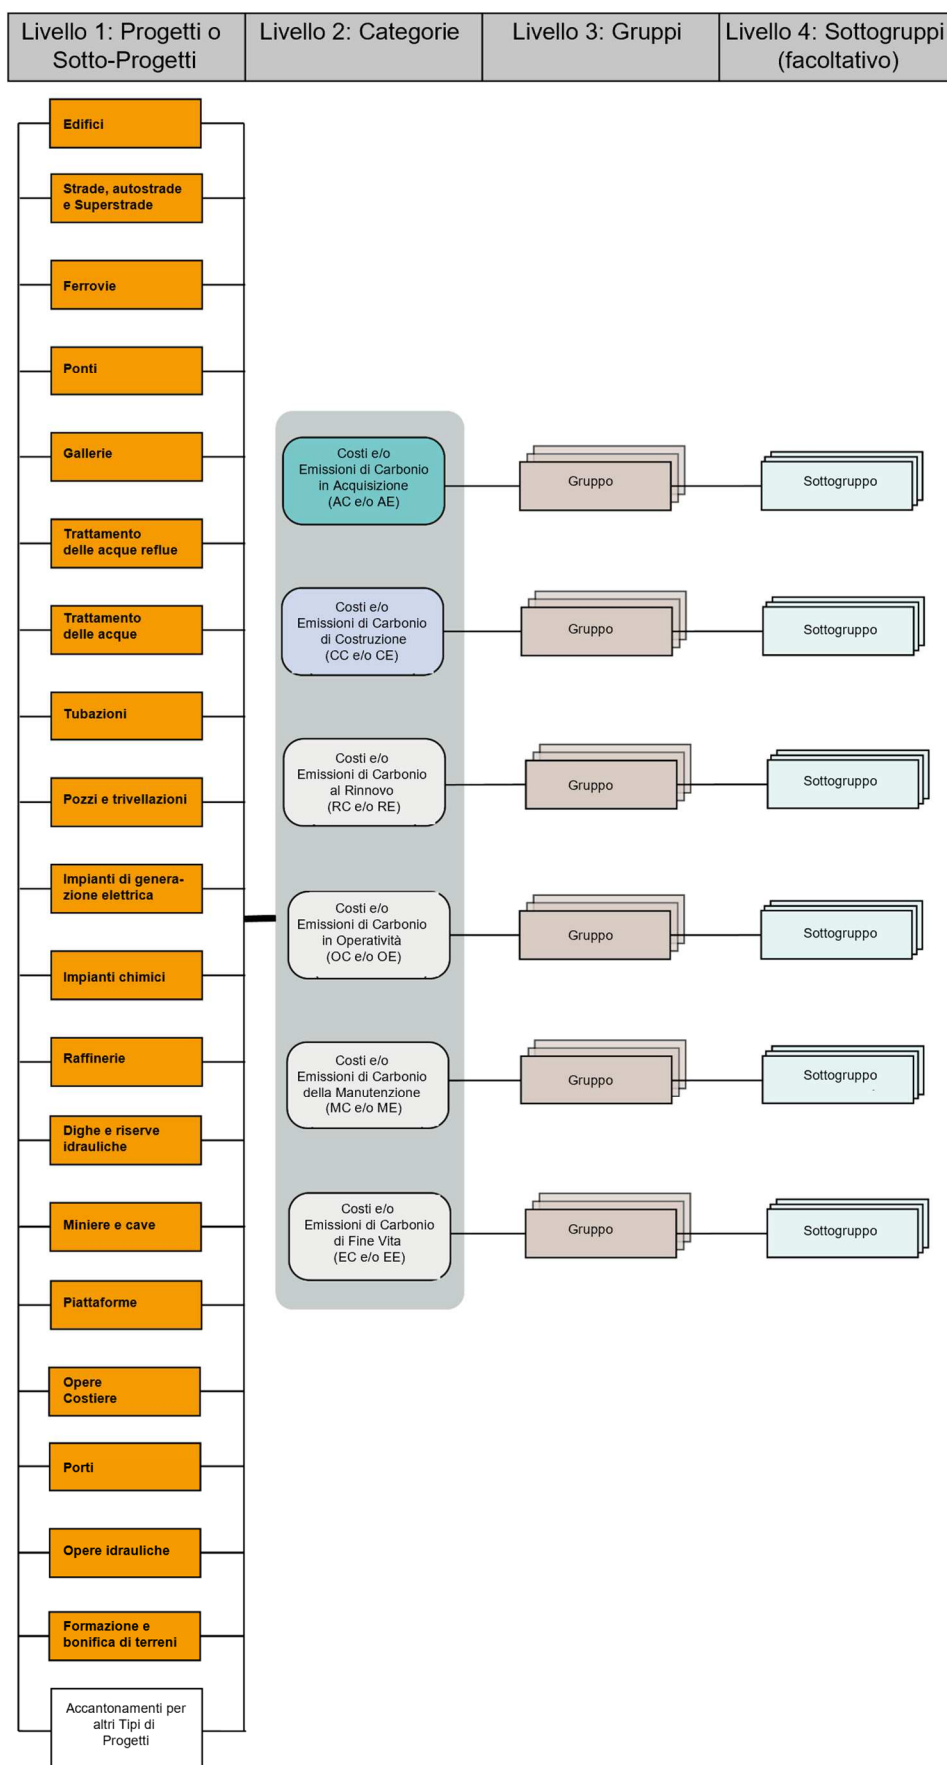 Livello 1: Progetti o
Sotto-Progetti
Livello 2: Categorie
Livello 3: Gruppi
Livello 4: Sottogruppi
(facoltativo)
Edifici
Strade, autostrade
e Superstrade
Ferrovie
Ponti
Gallerie
Trattamento
delle acque reflue
Trattamento
delle acque
Tubazioni
Pozzi e trivellazioni
Impianti di genera-
zione elettrica
Impianti chimici
Raffinerie
Dighe e riserve
idrauliche
Miniere e cave
Piattaforme
Opere
Costiere
Porti
Opere idrauliche
Formazione e
bonifica di terreni
Accantonamenti per
altri Tipi di
Progetti
Costi e/o
Emissioni di Carbonio
in Acquisizione
(AC e/o AE)
Gruppo
Sottogruppo
Costi e/o
Emissioni di Carbonio
di Costruzione
(CC e/o CE)
Gruppo
Sottogruppo
Costi e/o
Emissioni di Carbonio
al Rinnovo
(RC e/o RE)
Gruppo
Sottogruppo
Costi e/o
Emissioni di Carbonio
in Operatività
(OC e/o OE)
Gruppo
Sottogruppo
Costi e/o
Emissioni di Carbonio
della Manutenzione
(MC e/o ME)
Gruppo
Sottogruppo
Costi e/o
Emissioni di Carbonio
di Fine Vita
(EC e/o EE)
Gruppo
Sottogruppo